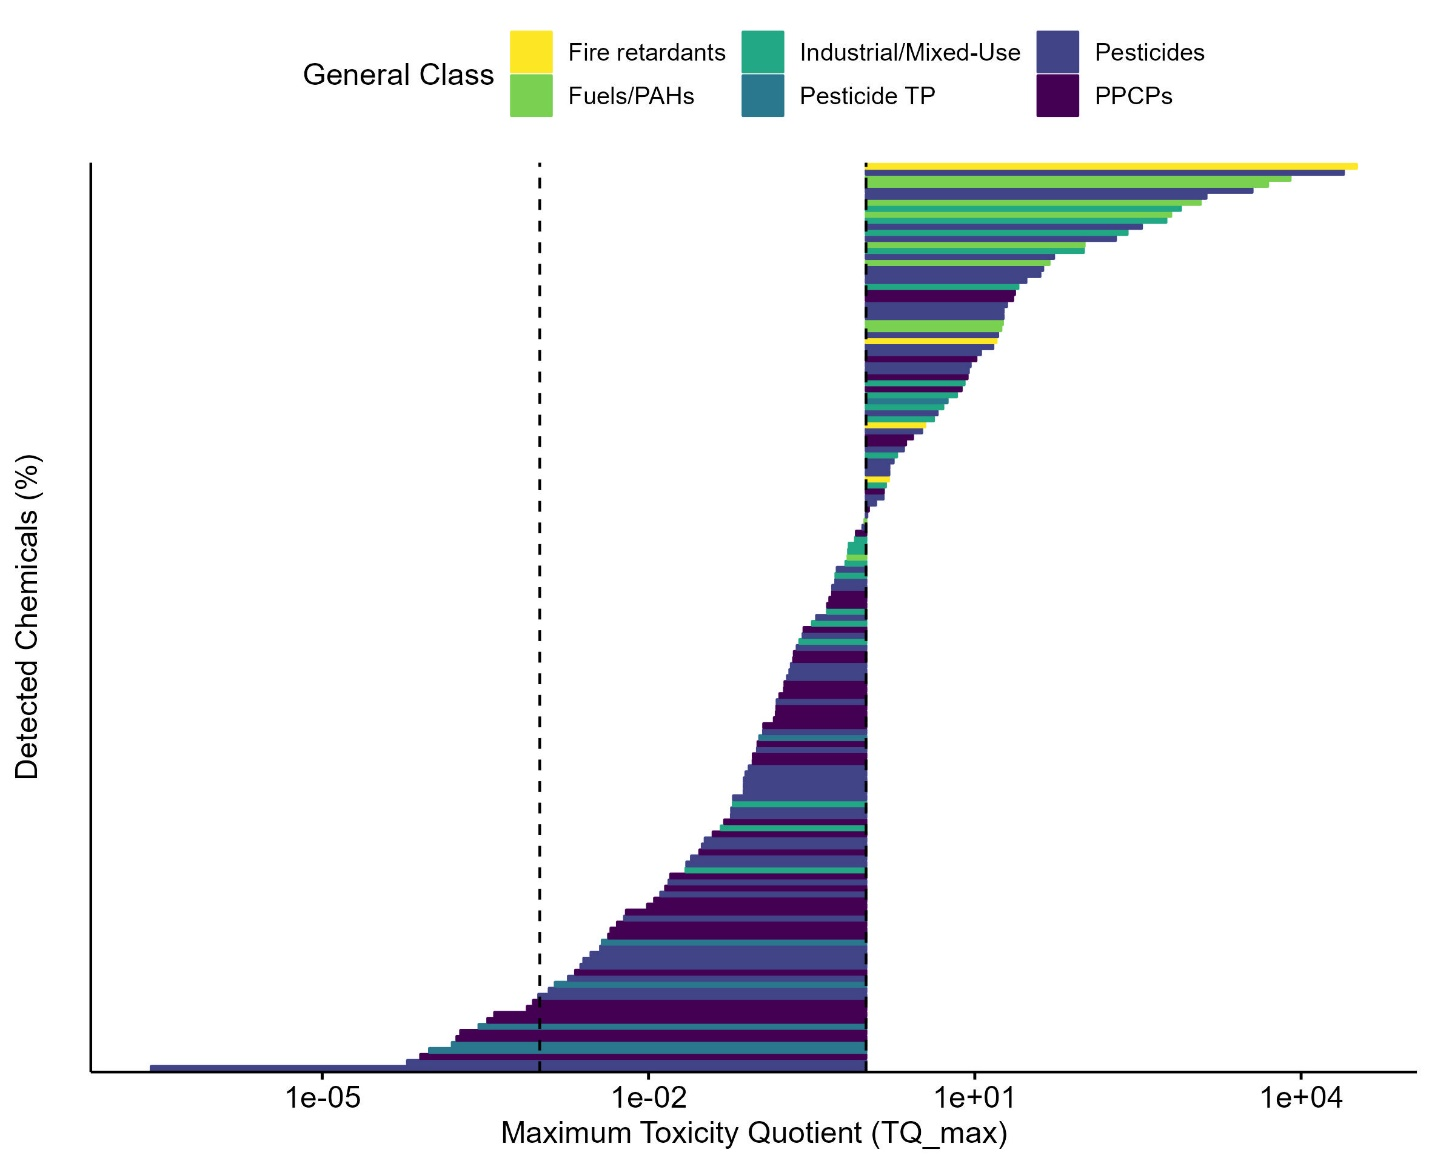 General Class
Fire retardants
Industrial/Mixed-Use
Pesticides
Fuels/PAHs
Pesticide TP
PPCPs
Detected Chemicals (%)
1e-05
1e-02
1e+01
1e+04
Maximum Toxicity Quotient (TQ_max)